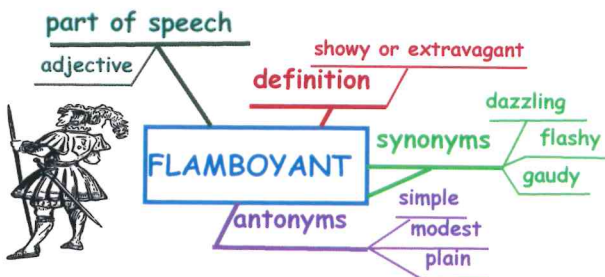 part of speech
adjective
showy or extravagant
definition
dazzling
synonyms
flashy
FLAMBOYANT
gaudy
simple
antonyms
modest
plain